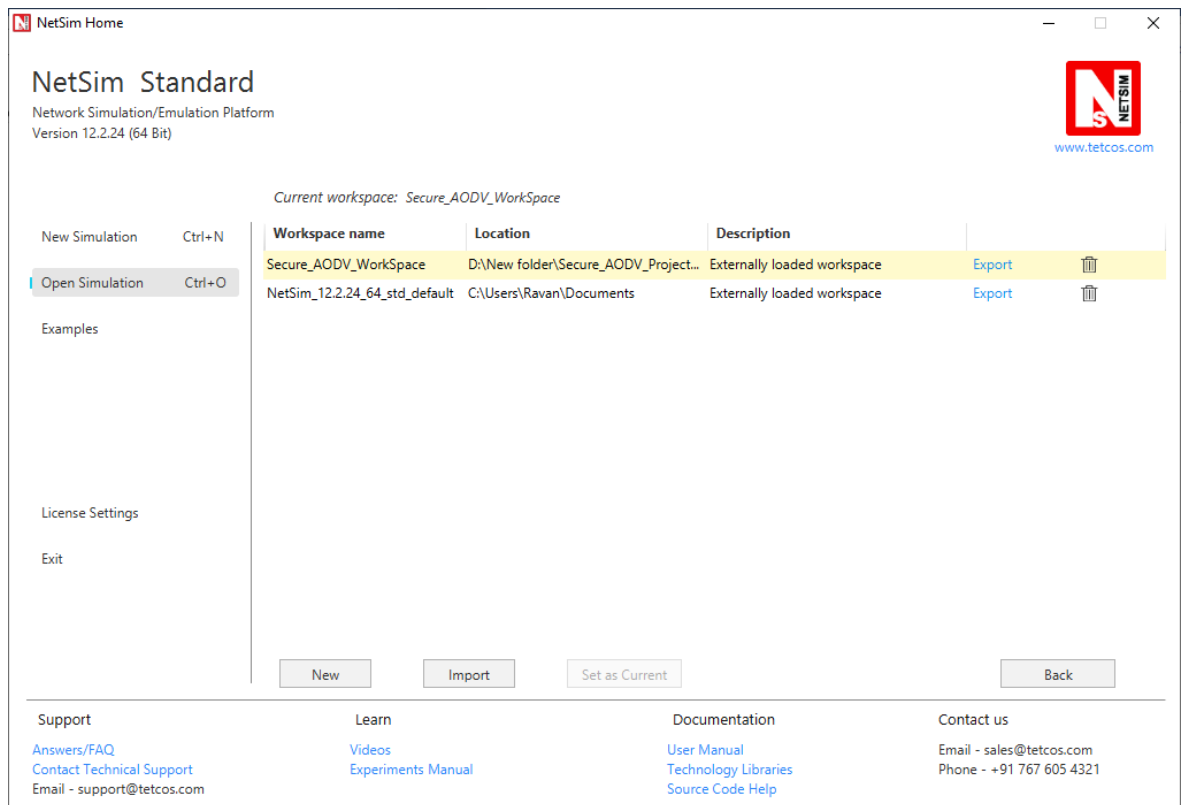 NetSim Home
NetSim Standard
Network Simulation/Emulation Platform
Version 12.2.24 (64 Bit)
N
S
NETSIM
www.tetcos.com
Current workspace: Secure_AODV_WorkSpace
New Simulation Ctrl+N
Open Simulation Ctrl+O
Examples
License Settings
Exit
Workspace name Location Description
Secure_AODV_WorkSpace D:\New folder\Secure_AODV_Project... Externally loaded workspace Export
NetSim_12.2.24_64_std_default C:\Users\Ravan\Documents Externally loaded workspace Export
New Import Set as Current Back
Support
Answers/FAQ
Contact Technical Support
Email - support@tetcos.com
Learn
Videos
Experiments Manual
Documentation
User Manual
Technology Libraries
Source Code Help
Contact us
Email - sales@tetcos.com
Phone - +91 767 605 4321